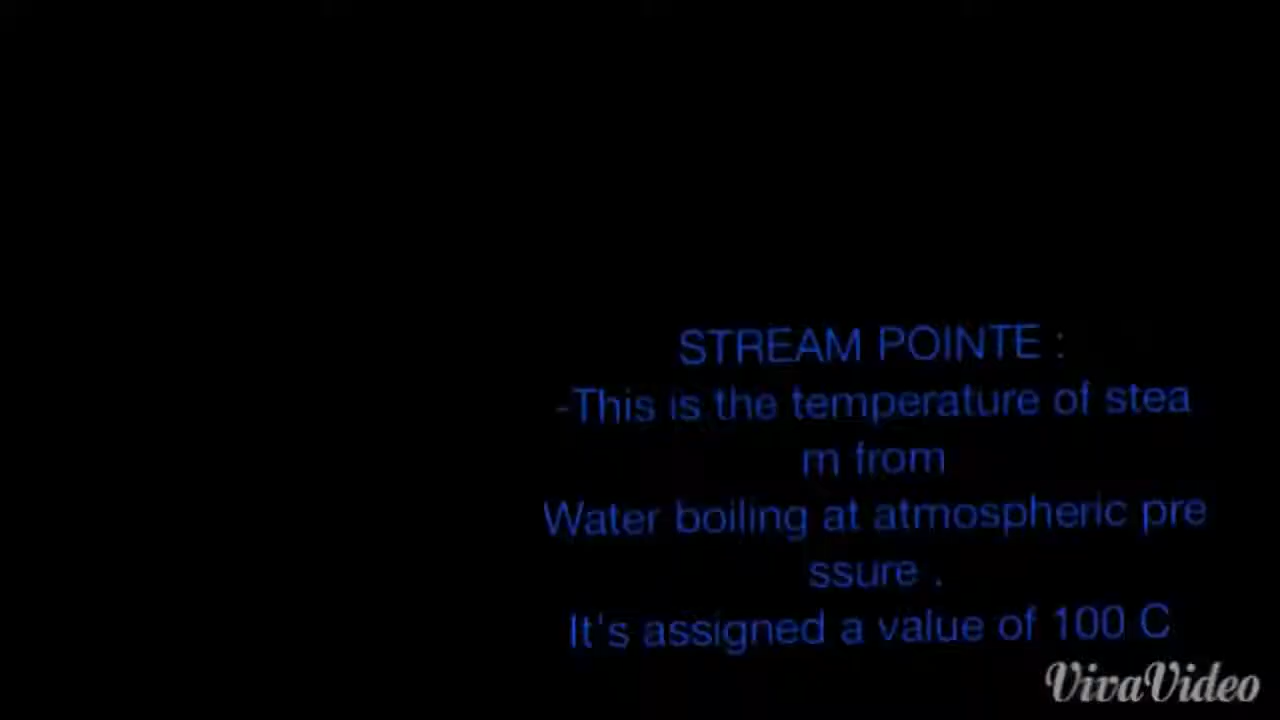 STREAM POINTE :
-This is the temperature of stea
m from
Water boiling at atmospheric pre
ssure .
It's assigned a value of 100 C
VivaVideo